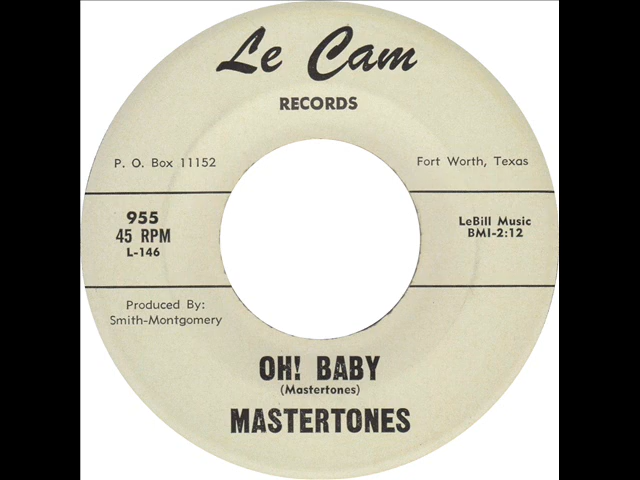 Le Cam
RECORDS
P. O. Box 11152
Fort Worth, Texas
955
45 RPM
L-146
LeBill Music
BMI-2:12
Produced By:
Smith-Montgomery
OH! BABY
(Mastertones)
MASTERTONES